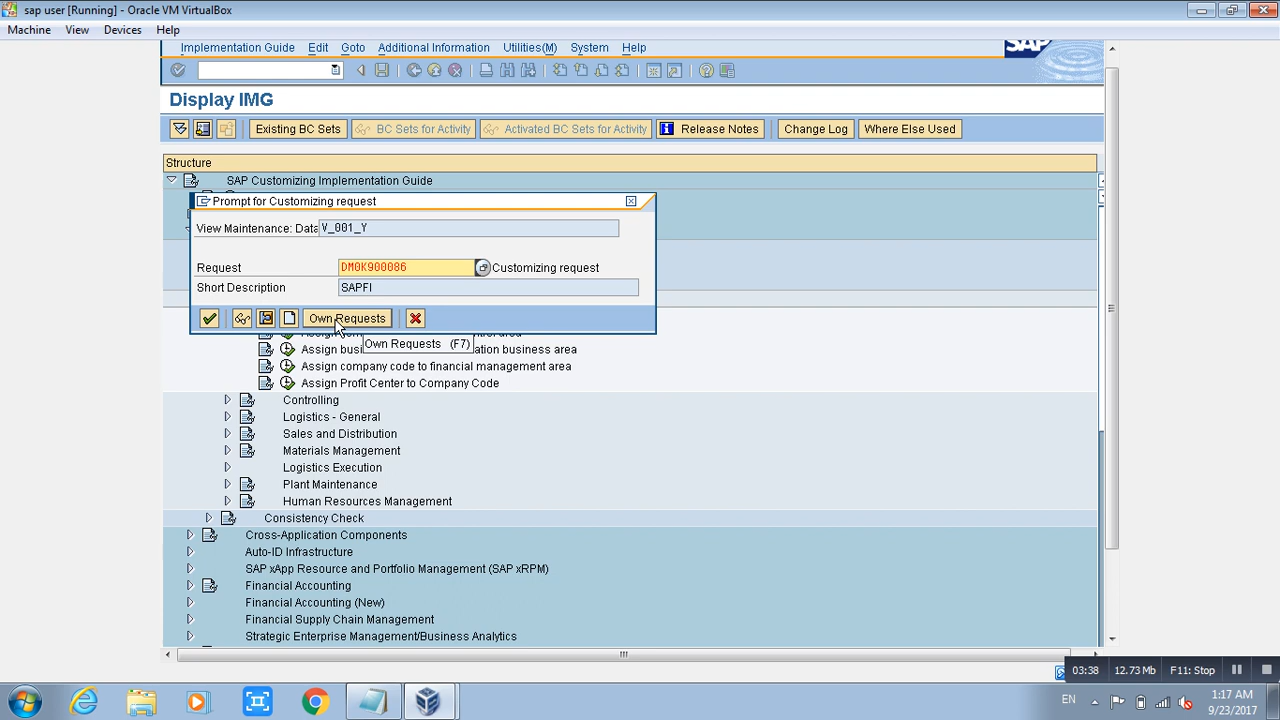 sap user [Running] - Oracle VM VirtualBox
Machine View Devices Help
Implementation Guide Edit Goto Additional Information Utilities(M) System Help
SAP
Display IMG
Existing BC Sets BC Sets for Activity Activated BC Sets for Activity Release Notes Change Log Where Else Used
Structure
SAP Customizing Implementation Guide
Prompt for Customizing request
View Maintenance: Data V_001_Y
Request DM0K900086 Customizing request
Short Description SAPFI
Own Requests
Own Requests (F7)
Assign busi ation business area
Assign company code to financial management area
Assign Profit Center to Company Code
Controlling
Logistics - General
Sales and Distribution
Materials Management
Logistics Execution
Plant Maintenance
Human Resources Management
Consistency Check
Cross-Application Components
Auto-ID Infrastructure
SAP xApp Resource and Portfolio Management (SAP xRPM)
Financial Accounting
Financial Accounting (New)
Financial Supply Chain Management
Strategic Enterprise Management/Business Analytics
03:38 12.73 Mb F11: Stop
EN 1:17 AM
9/23/2017